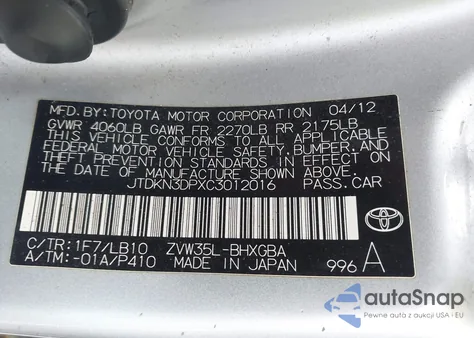 MFD.BY:TOYOTA MOTOR CORPORATION 04/12
GVWR 4060LB GAWR FR 2270LB RR 2175LB
THIS VEHICLE CONFORMS TO ALL APPLICABLE
FEDERAL MOTOR VEHICLE SAFETY, BUMPER, AND
THEFT PREVENTION STANDARDS IN EFFECT ON
THE DATE OF MANUFACTURE SHOWN ABOVE.
JTDKN3DPXC3012016 PASS.CAR
C/TR:1F7/LB10 ZVW35L-BHXGBA
A/TM:-01A/P410 MADE IN JAPAN 996 A
TOYOTA
autoSnap
Pewne auta z aukcji USA i EU